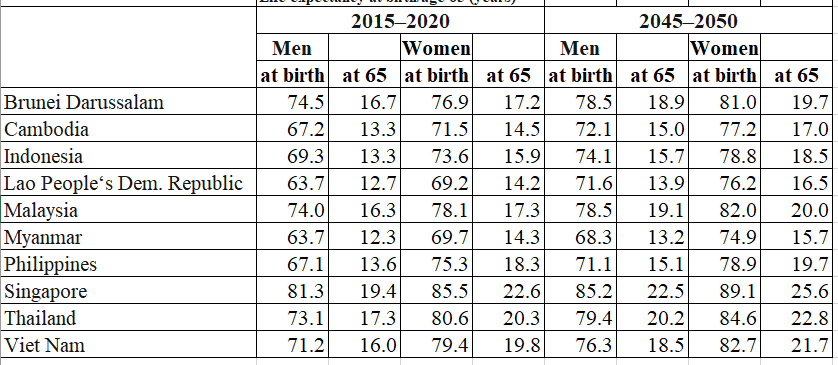 Life expectancy at birth/age 65 (years)
2015–2020 2045–2050
Men Women Men Women
at birth at 65 at birth at 65 at birth at 65 at birth at 65
Brunei Darussalam 74.5 16.7 76.9 17.2 78.5 18.9 81.0 19.7
Cambodia 67.2 13.3 71.5 14.5 72.1 15.0 77.2 17.0
Indonesia 69.3 13.3 73.6 15.9 74.1 15.7 78.8 18.5
Lao People‘s Dem. Republic 63.7 12.7 69.2 14.2 71.6 13.9 76.2 16.5
Malaysia 74.0 16.3 78.1 17.3 78.5 19.1 82.0 20.0
Myanmar 63.7 12.3 69.7 14.3 68.3 13.2 74.9 15.7
Philippines 67.1 13.6 75.3 18.3 71.1 15.1 78.9 19.7
Singapore 81.3 19.4 85.5 22.6 85.2 22.5 89.1 25.6
Thailand 73.1 17.3 80.6 20.3 79.4 20.2 84.6 22.8
Viet Nam 71.2 16.0 79.4 19.8 76.3 18.5 82.7 21.7